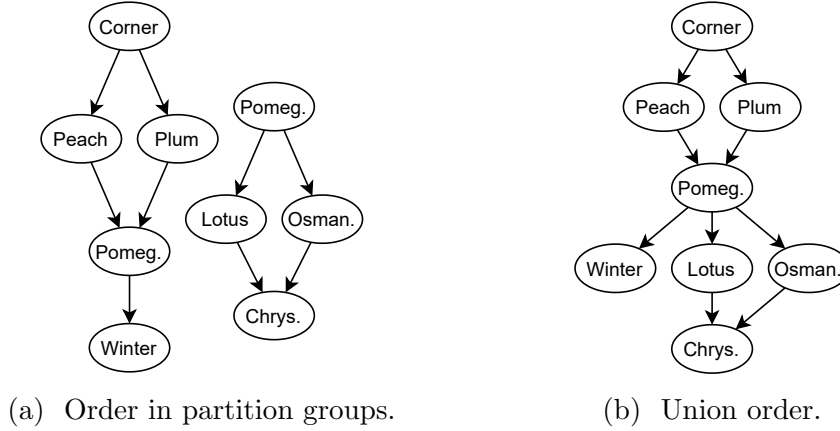 Corner
Peach
Plum
Pomeg.
Winter
Pomeg.
Lotus
Osman.
Chrys.
(a) Order in partition groups.
Corner
Peach
Plum
Pomeg.
Winter
Lotus
Osman.
Chrys.
(b) Union order.